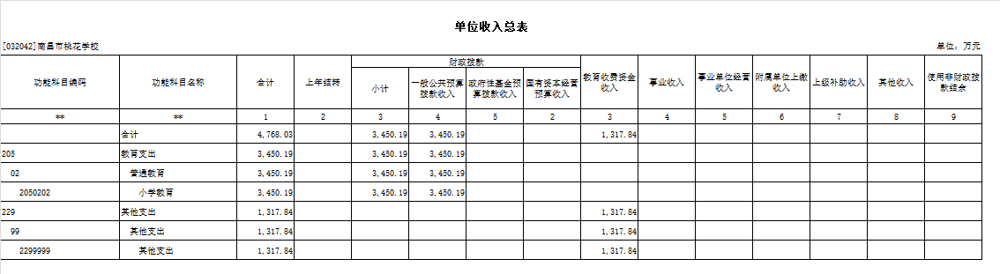 单位收入总表
[032042]南昌市桃花学校 单位：万元
功能科目编码 功能科目名称 合计 上年结转 财政拨款 教育收费资金收入 事业收入 事业单位经营收入 附属单位上缴收入 上级补助收入 其他收入 使用非财政拨款结余
小计 一般公共预算拨款收入 政府性基金预算拨款收入 国有资本经营预算收入
** ** 1 2 3 4 5 2 3 4 5 6 7 8 9
合计 4,768.03 3,450.19 3,450.19 1,317.84
205 教育支出 3,450.19 3,450.19 3,450.19
02 普通教育 3,450.19 3,450.19 3,450.19
2050202 小学教育 3,450.19 3,450.19 3,450.19
229 其他支出 1,317.84 1,317.84
99 其他支出 1,317.84 1,317.84
2299999 其他支出 1,317.84 1,317.84